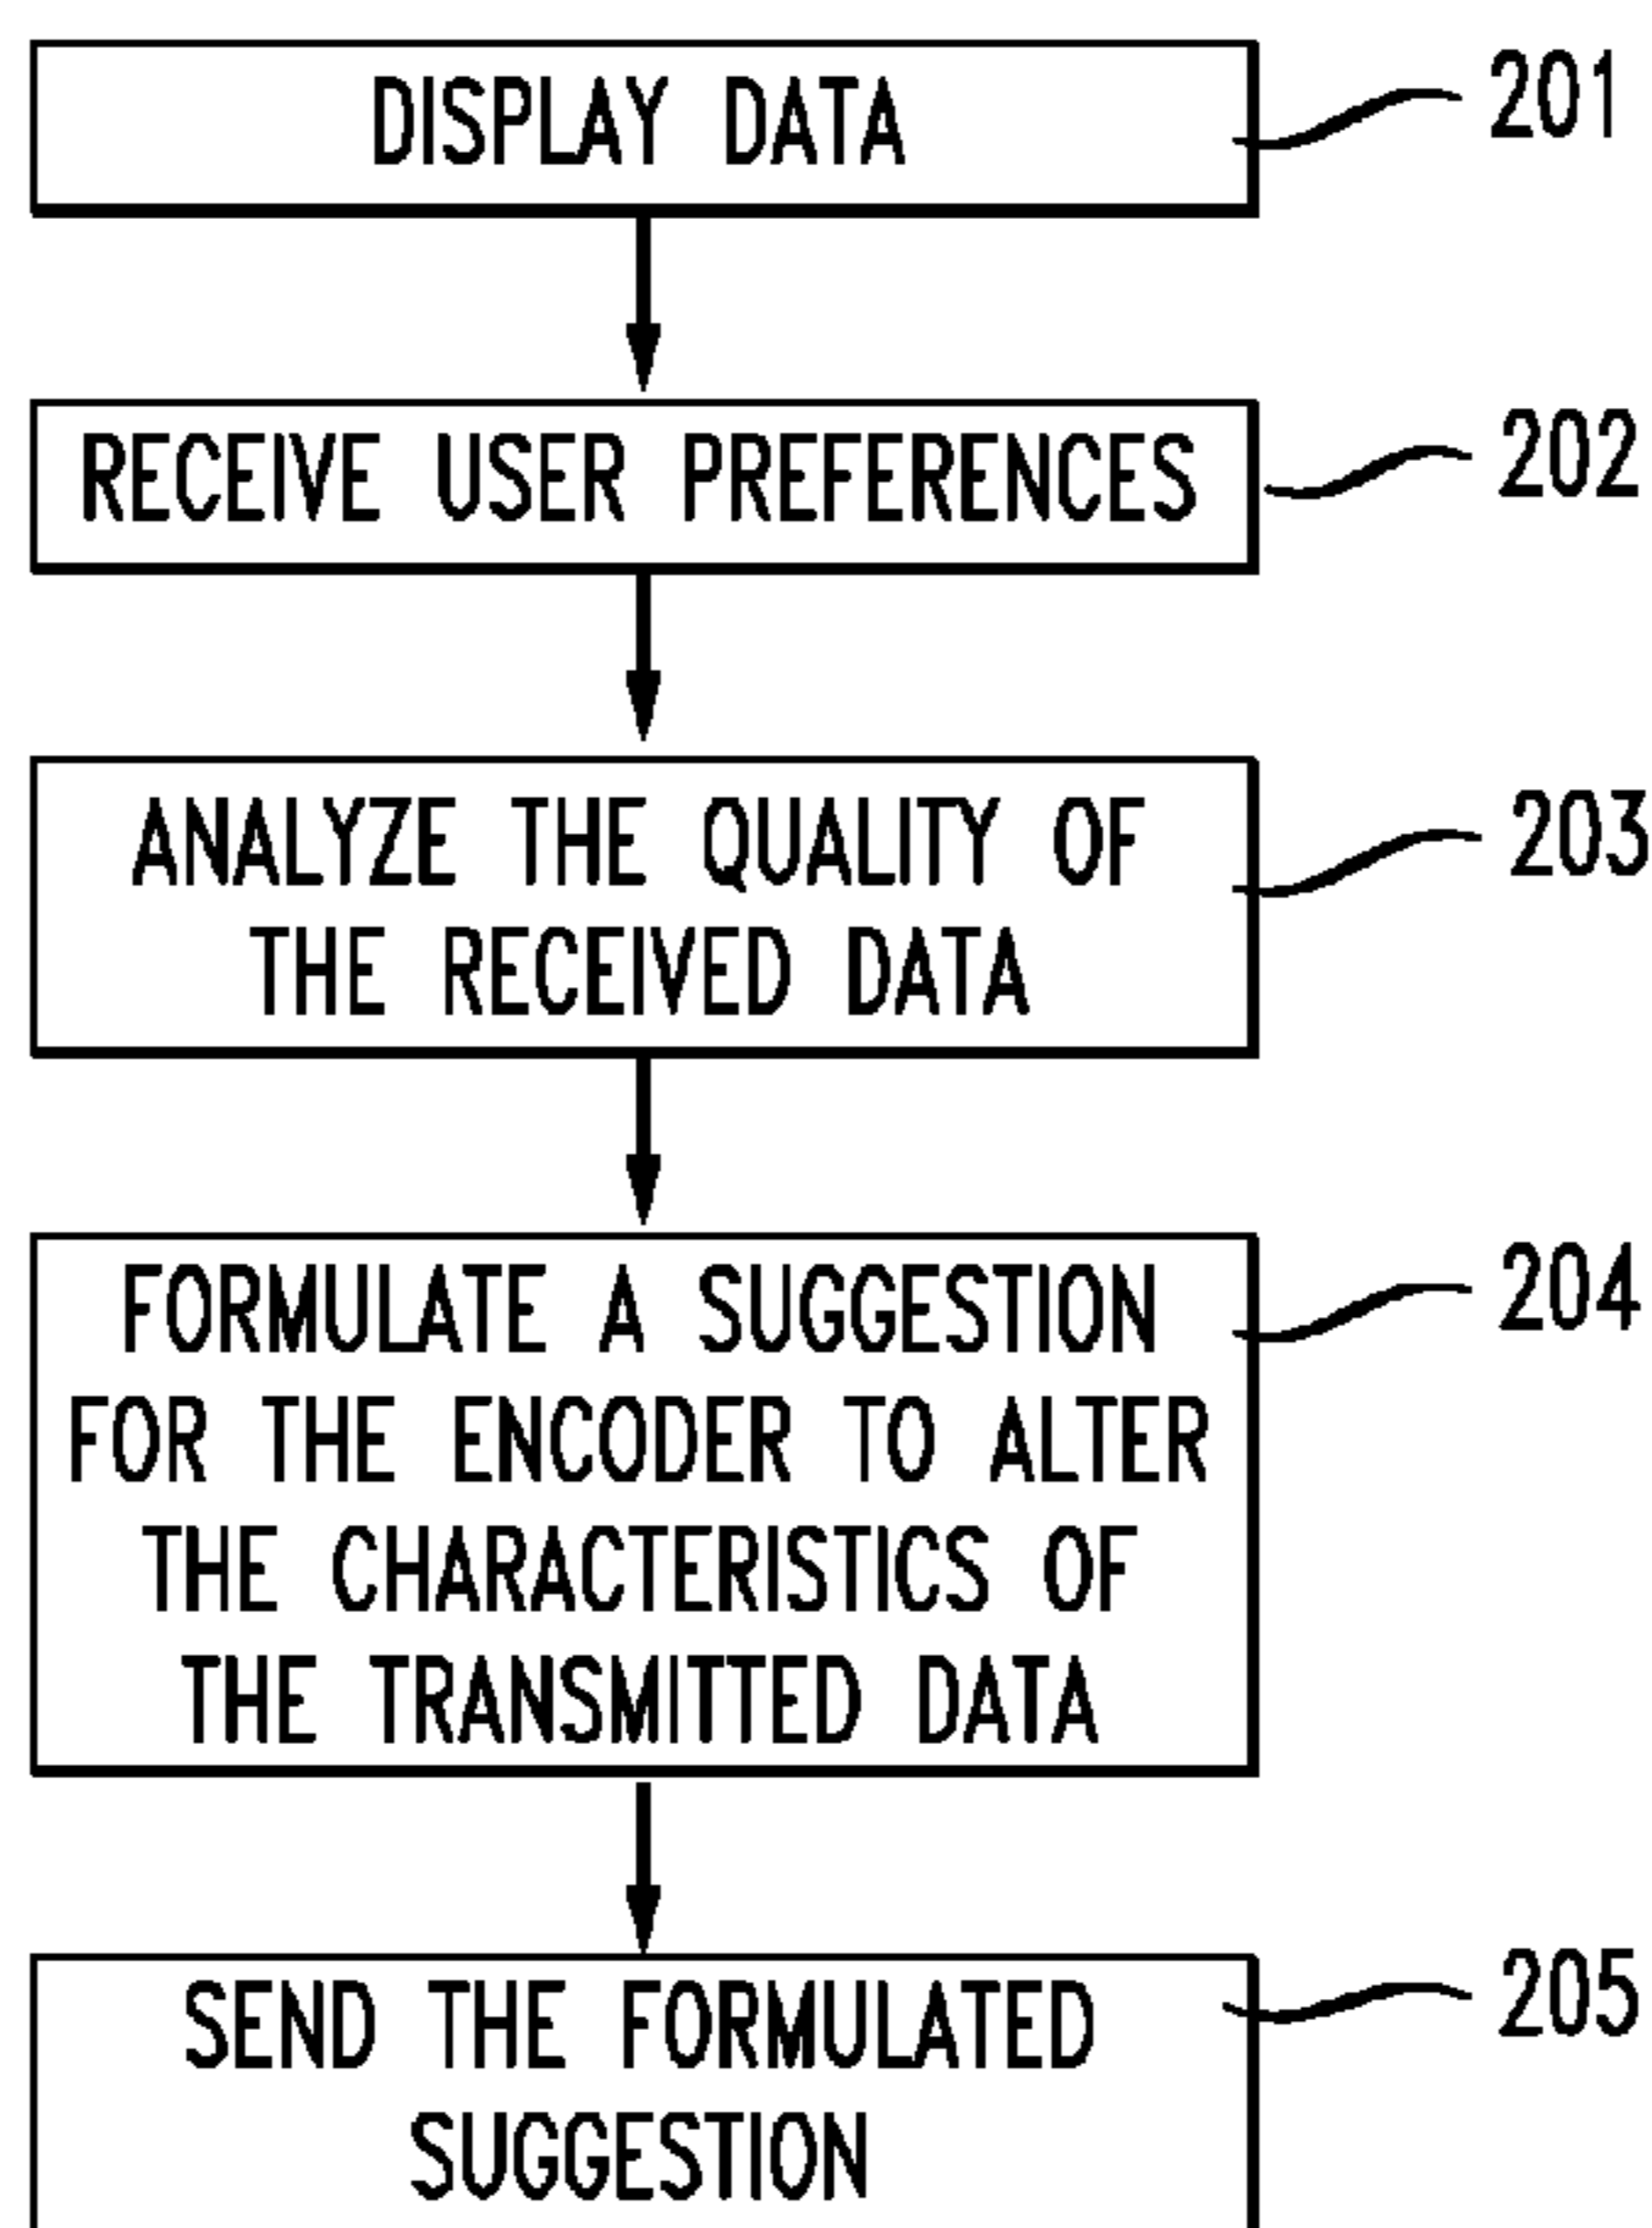 DISPLAY DATA
201
RECEIVE USER PREFERENCES
202
ANALYZE THE QUALITY OF
THE RECEIVED DATA
203
FORMULATE A SUGGESTION
FOR THE ENCODER TO ALTER
THE CHARACTERISTICS OF
THE TRANSMITTED DATA
204
SEND THE FORMULATED
SUGGESTION
205